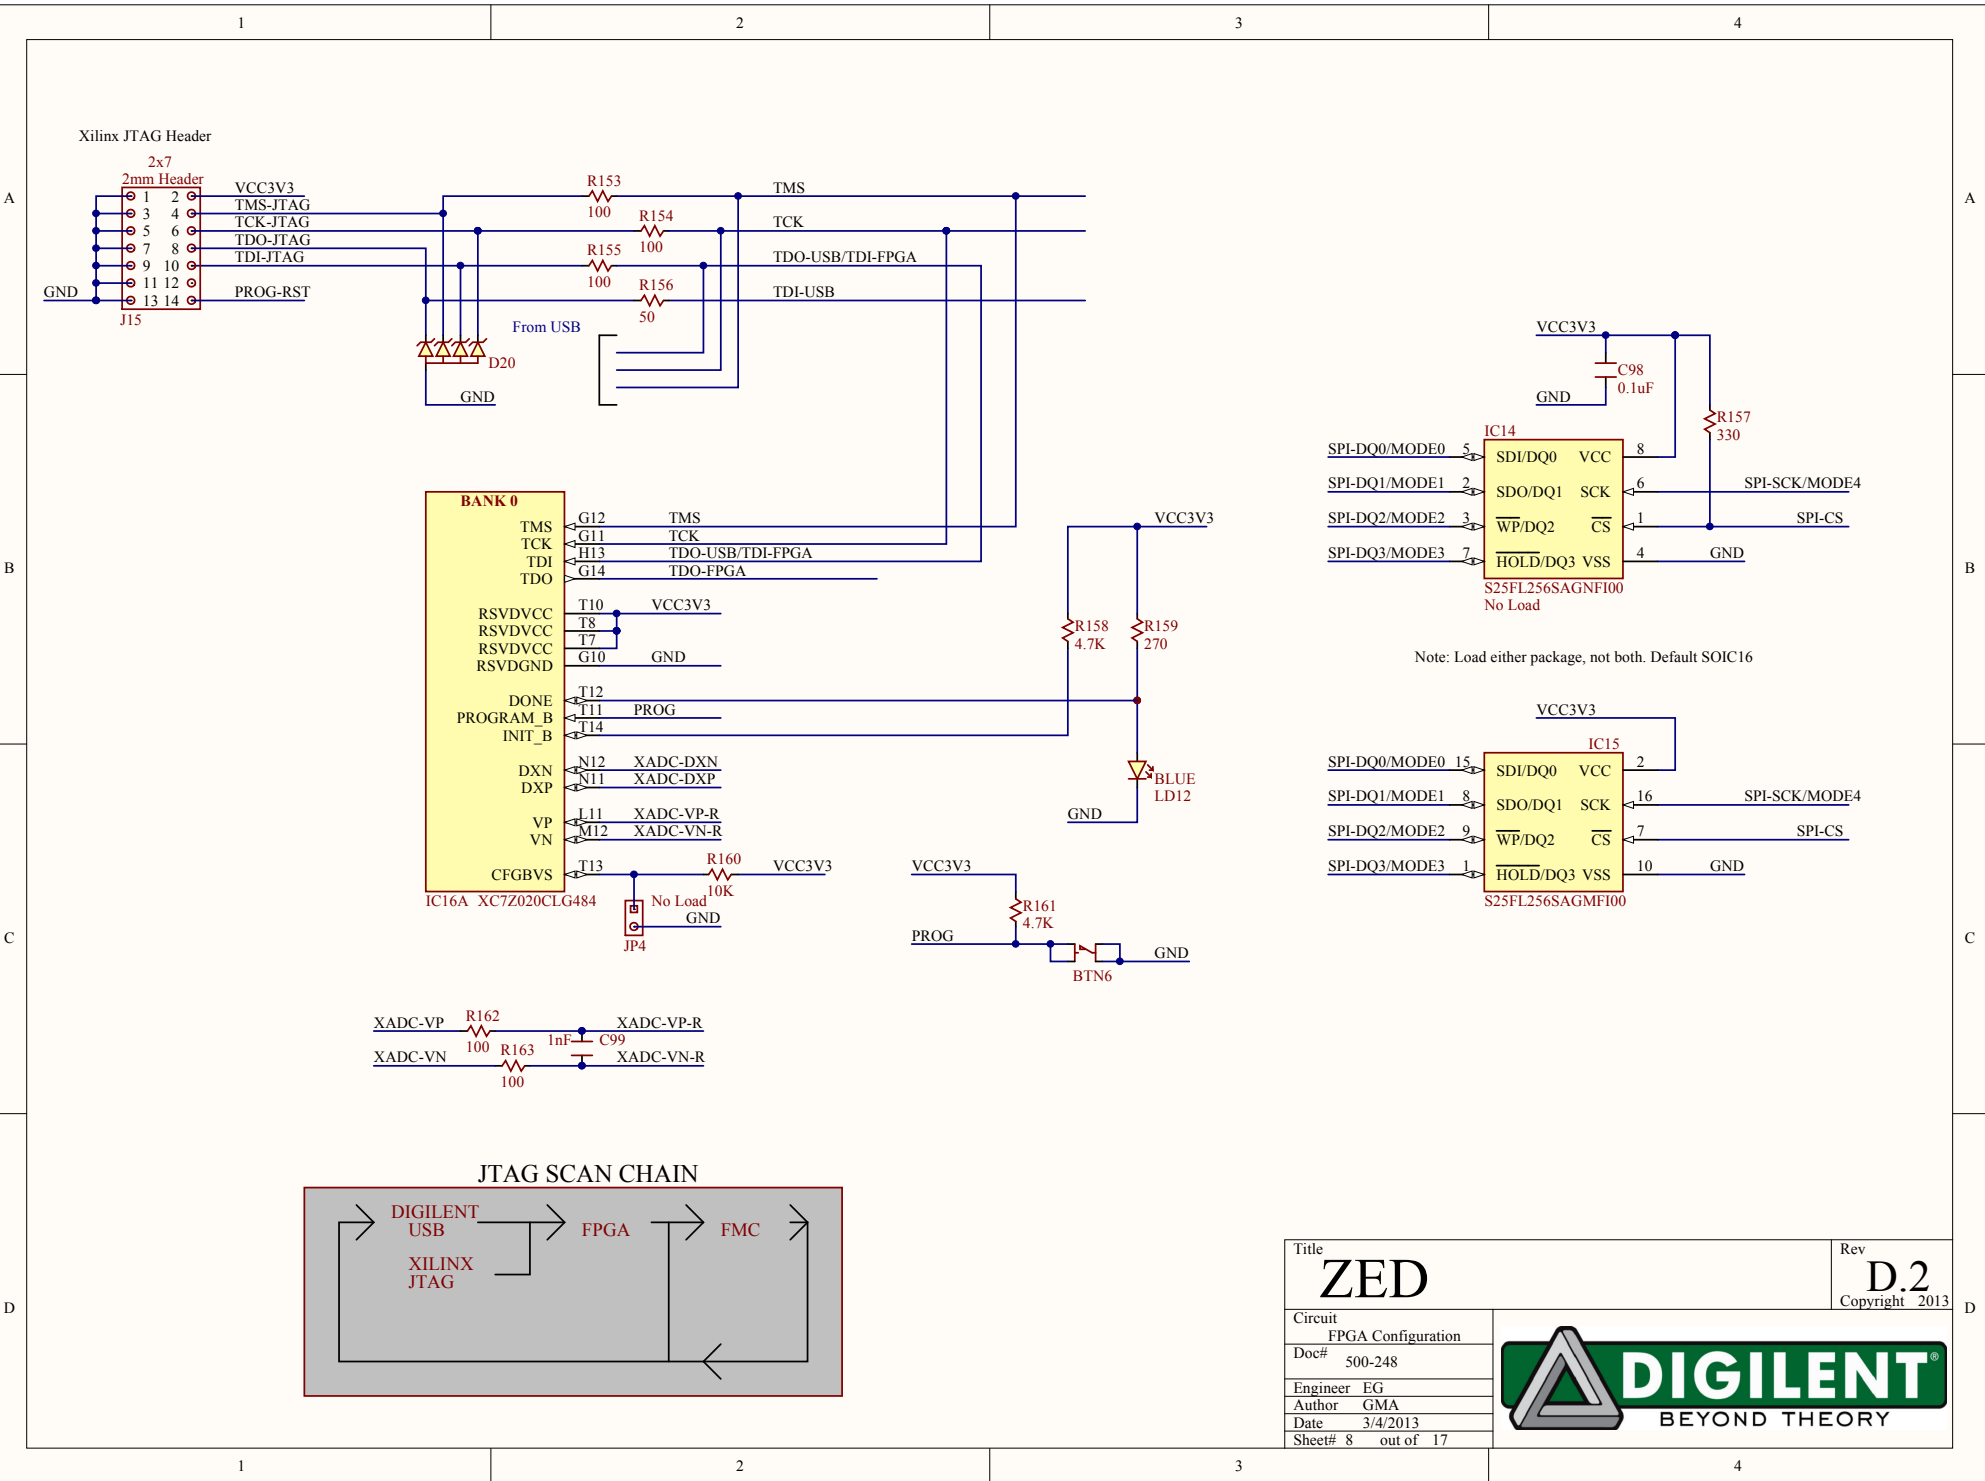 1 2 3 4
A
A
Xilinx JTAG Header
2x7
2mm Header
1 2 VCC3V3
3 4 TMS-JTAG
5 6 TCK-JTAG
7 8 TDO-JTAG
9 10 TDI-JTAG
11 12
GND 13 14 PROG-RST
J15
R153
100
TMS
R154
100
TCK
R155
100
TDO-USB/TDI-FPGA
R156
50
TDI-USB
From USB
D20
GND
VCC3V3
C98
0.1uF
GND
R157
330
IC14
SPI-DQ0/MODE0 5 SDI/DQ0 VCC 8
SPI-DQ1/MODE1 2 SDO/DQ1 SCK 6 SPI-SCK/MODE4
SPI-DQ2/MODE2 3 WP/DQ2 CS 1 SPI-CS
SPI-DQ3/MODE3 7 HOLD/DQ3 VSS 4 GND
S25FL256SAGNFI00
No Load
B
B
BANK 0
TMS G12 TMS
TCK G11 TCK
TDI H13 TDO-USB/TDI-FPGA
TDO G14 TDO-FPGA
RSVDVCC T10 VCC3V3
RSVDVCC T8
RSVDVCC T7
RSVDGND G10 GND
DONE T12
PROGRAM_B T11 PROG
INIT_B T14
DXN N12 XADC-DXN
DXP N11 XADC-DXP
VP L11 XADC-VP-R
VN M12 XADC-VN-R
CFGBVS T13
IC16A XC7Z020CLG484
R160
10K
VCC3V3
No Load
GND
JP4
VCC3V3
R158
4.7K
R159
270
BLUE
LD12
GND
Note: Load either package, not both. Default SOIC16
VCC3V3
IC15
SPI-DQ0/MODE0 15 SDI/DQ0 VCC 2
SPI-DQ1/MODE1 8 SDO/DQ1 SCK 16 SPI-SCK/MODE4
SPI-DQ2/MODE2 9 WP/DQ2 CS 7 SPI-CS
SPI-DQ3/MODE3 1 HOLD/DQ3 VSS 10 GND
S25FL256SAGMFI00
VCC3V3
R161
4.7K
PROG
BTN6
GND
C
C
XADC-VP R162 XADC-VP-R
100
1nF C99
XADC-VN R163 XADC-VN-R
100
JTAG SCAN CHAIN
DIGILENT
USB
FPGA
FMC
XILINX
JTAG
D
D
Title
ZED
Rev
D.2
Copyright 2013
Circuit
FPGA Configuration
Doc#
500-248
Engineer EG
Author GMA
Date 3/4/2013
Sheet# 8 out of 17
DIGILENT®
BEYOND THEORY
1 2 3 4